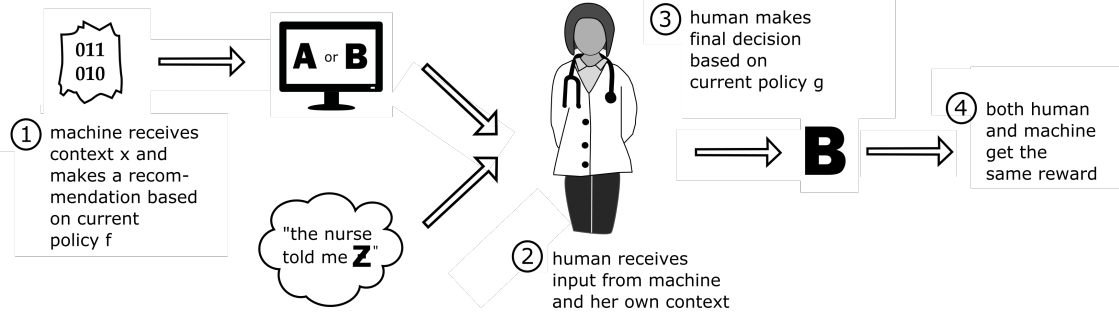 011
010
A or B
1
machine receives
context x and
makes a recom-
mendation based
on current
policy f
"the nurse
told me Z"
2
human receives
input from machine
and her own context
3
human makes
final decision
based on
current policy g
B
4
both human
and machine
get the
same reward